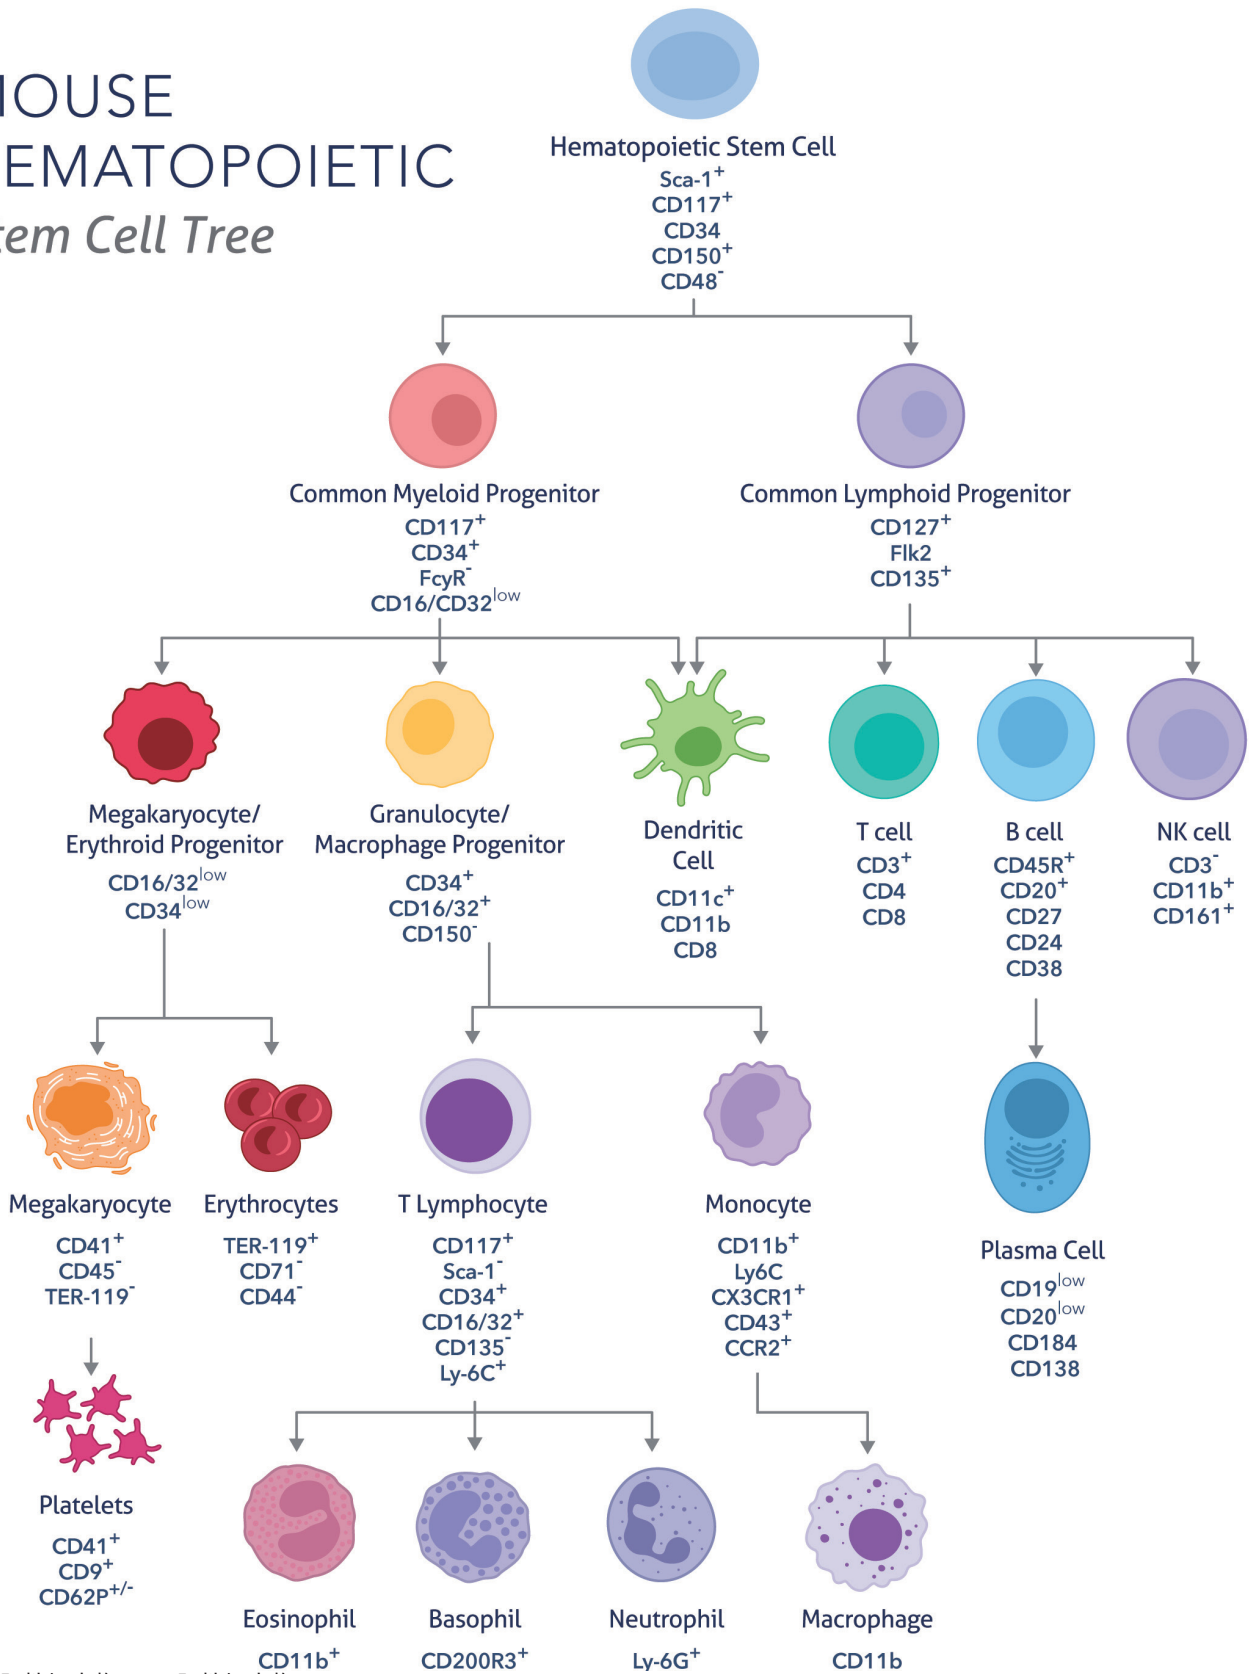 OUSE
EMATOPOIETIC
tem Cell Tree
Hematopoietic Stem Cell
Sca-1+
CD117+
CD34
CD150+
CD48-
Common Myeloid Progenitor
CD117+
CD34+
FcyR-
CD16/CD32low
Common Lymphoid Progenitor
CD127+
Flk2
CD135+
Megakaryocyte/
Erythroid Progenitor
CD16/32low
CD34low
Granulocyte/
Macrophage Progenitor
CD34+
CD16/32+
CD150-
Dendritic
Cell
CD11c+
CD11b
CD8
T cell
CD3+
CD4
CD8
B cell
CD45R+
CD20+
CD27
CD24
CD38
NK cell
CD3-
CD11b+
CD161+
Megakaryocyte
CD41+
CD45-
TER-119-
Erythrocytes
TER-119+
CD71-
CD44-
T Lymphocyte
CD117+
Sca-1-
CD34+
CD16/32+
CD135-
Ly-6C+
Monocyte
CD11b+
Ly6C
CX3CR1+
CD43+
CCR2+
Plasma Cell
CD19low
CD20low
CD184
CD138
Platelets
CD41+
CD9+
CD62P+/-
Eosinophil
CD11b+
Basophil
CD200R3+
Neutrophil
Ly-6G+
Macrophage
CD11b